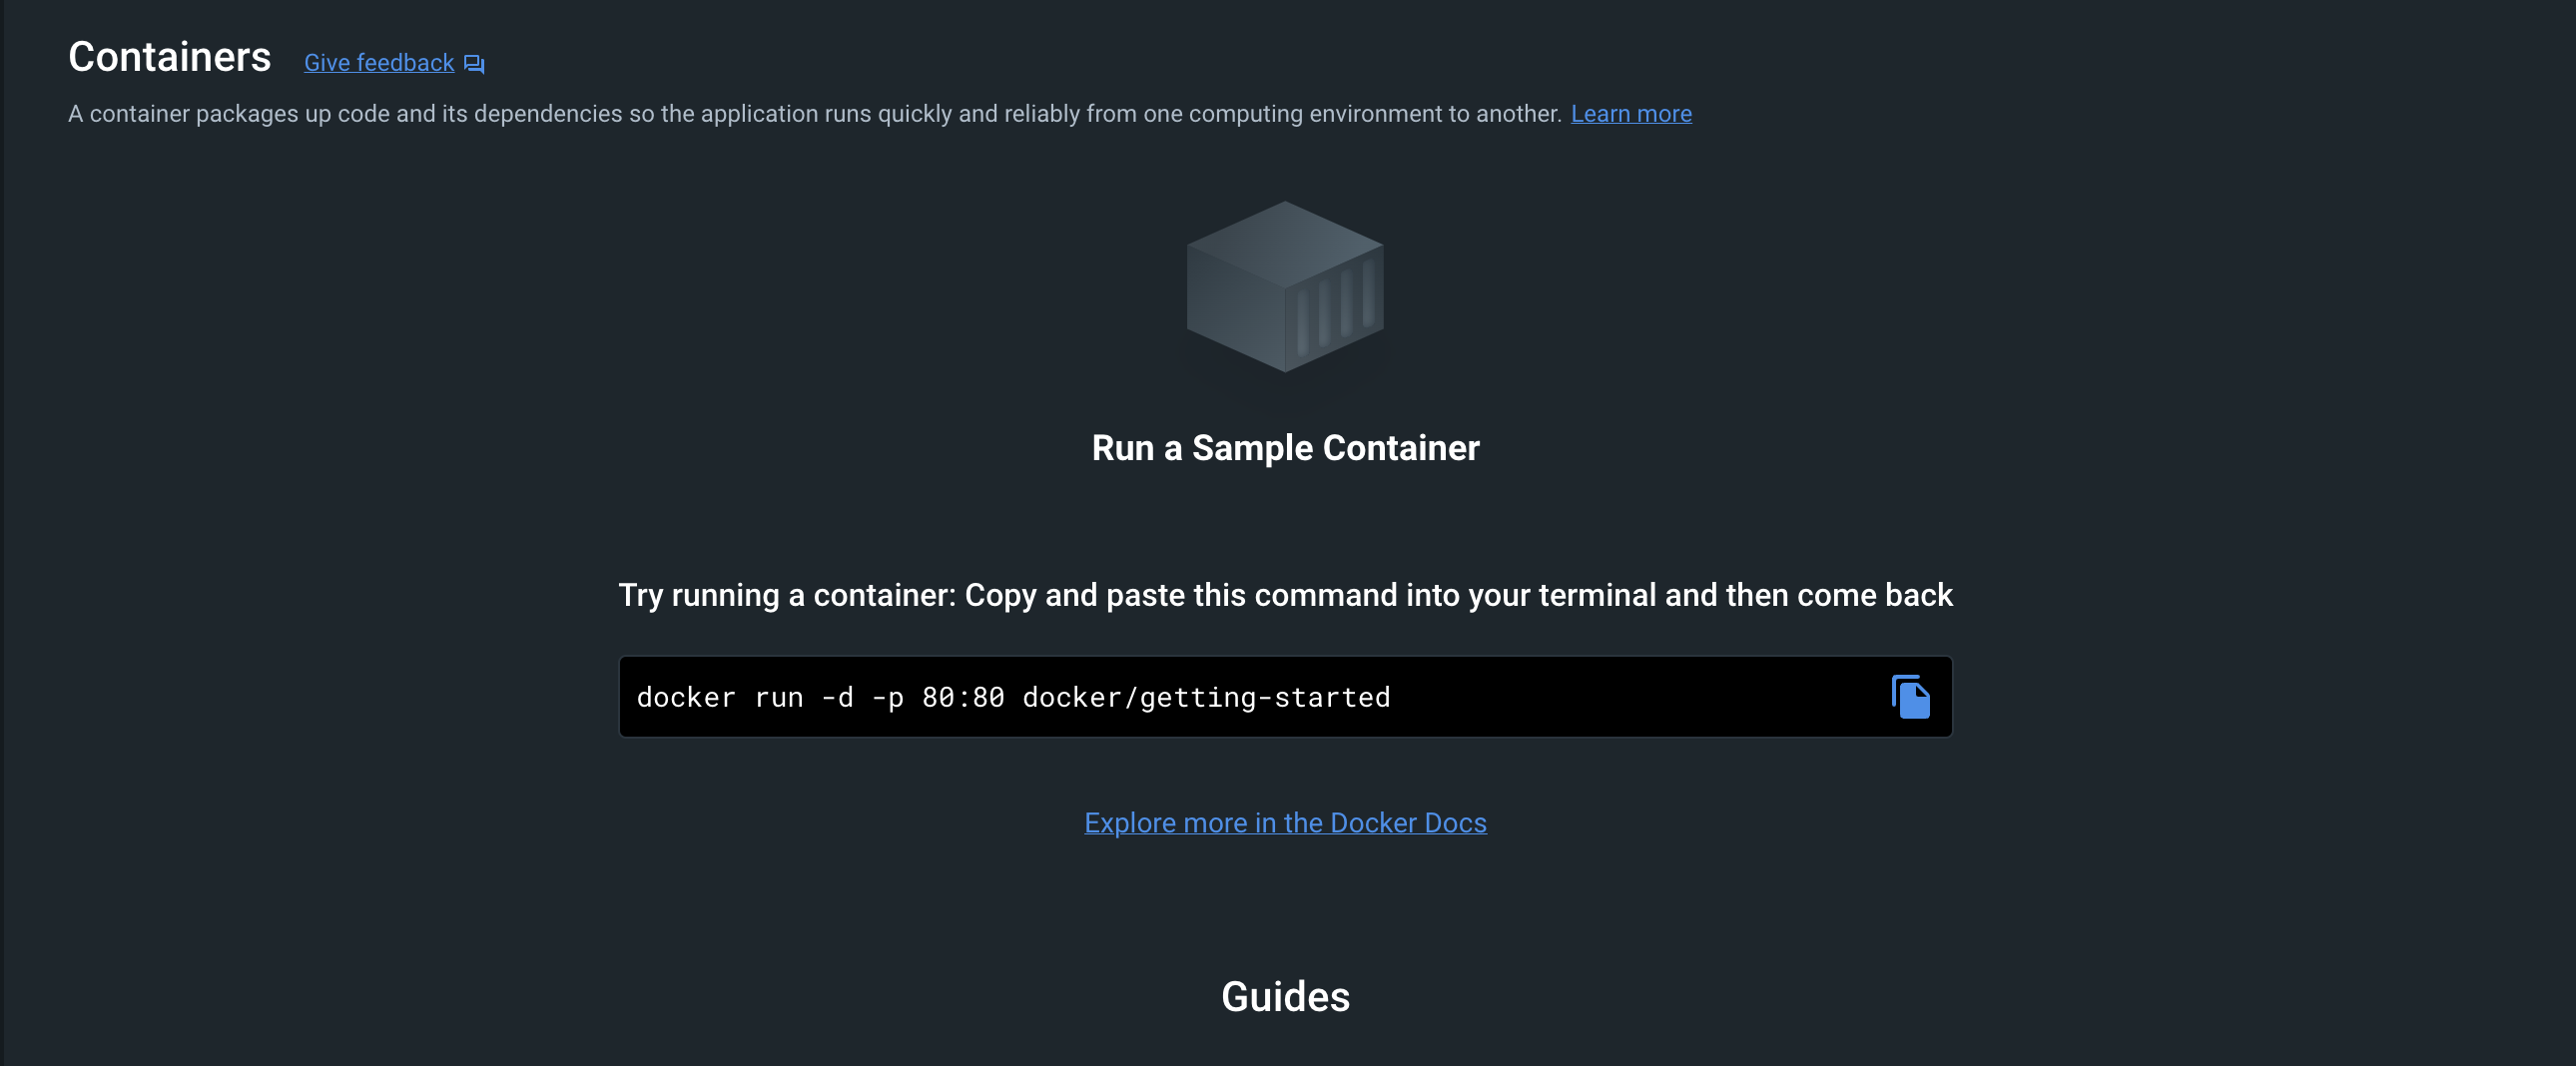 Containers Give feedback
A container packages up code and its dependencies so the application runs quickly and reliably from one computing environment to another. Learn more
Run a Sample Container
Try running a container: Copy and paste this command into your terminal and then come back
docker run -d -p 80:80 docker/getting-started
Explore more in the Docker Docs
Guides